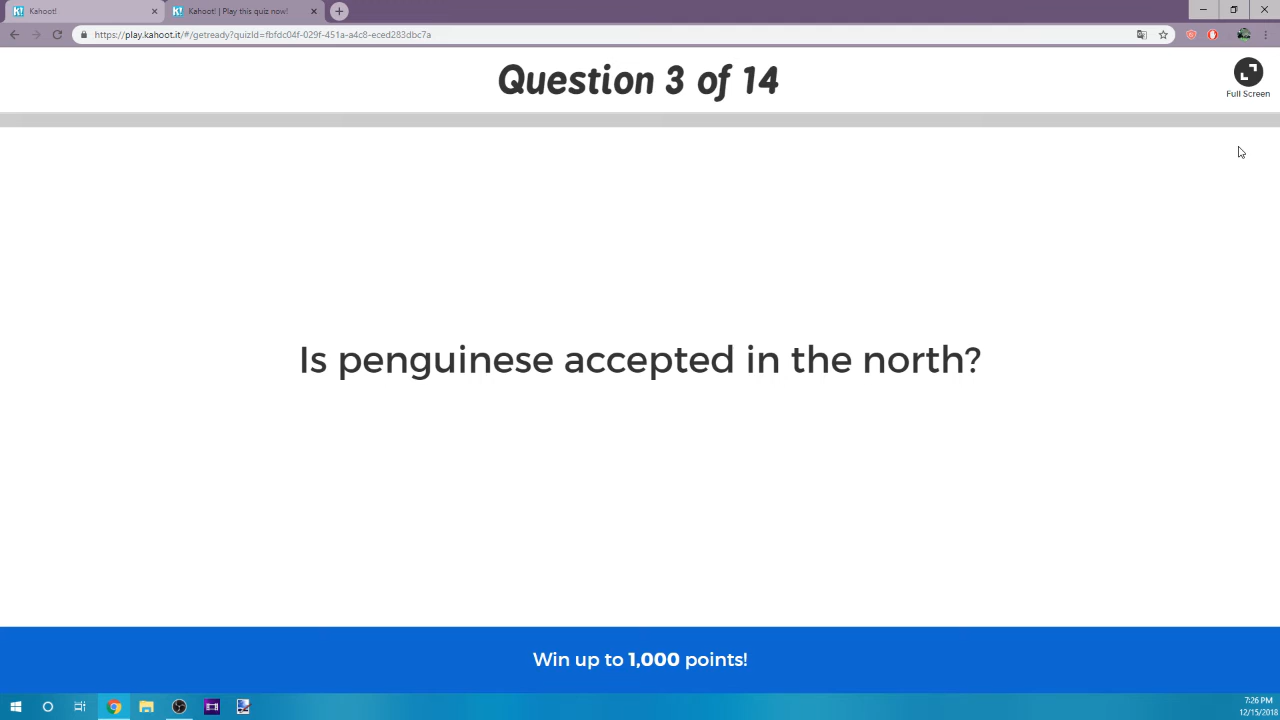 Kahoot!
Kahoot! | Play this quiz now!
https://play.kahoot.it/#/getready?quizId=fbfdc04f-029f-451a-a4c8-eced283dbc7a
Question 3 of 14
Full Screen
Is penguinese accepted in the north?
Win up to 1,000 points!
7:26 PM
12/15/2018